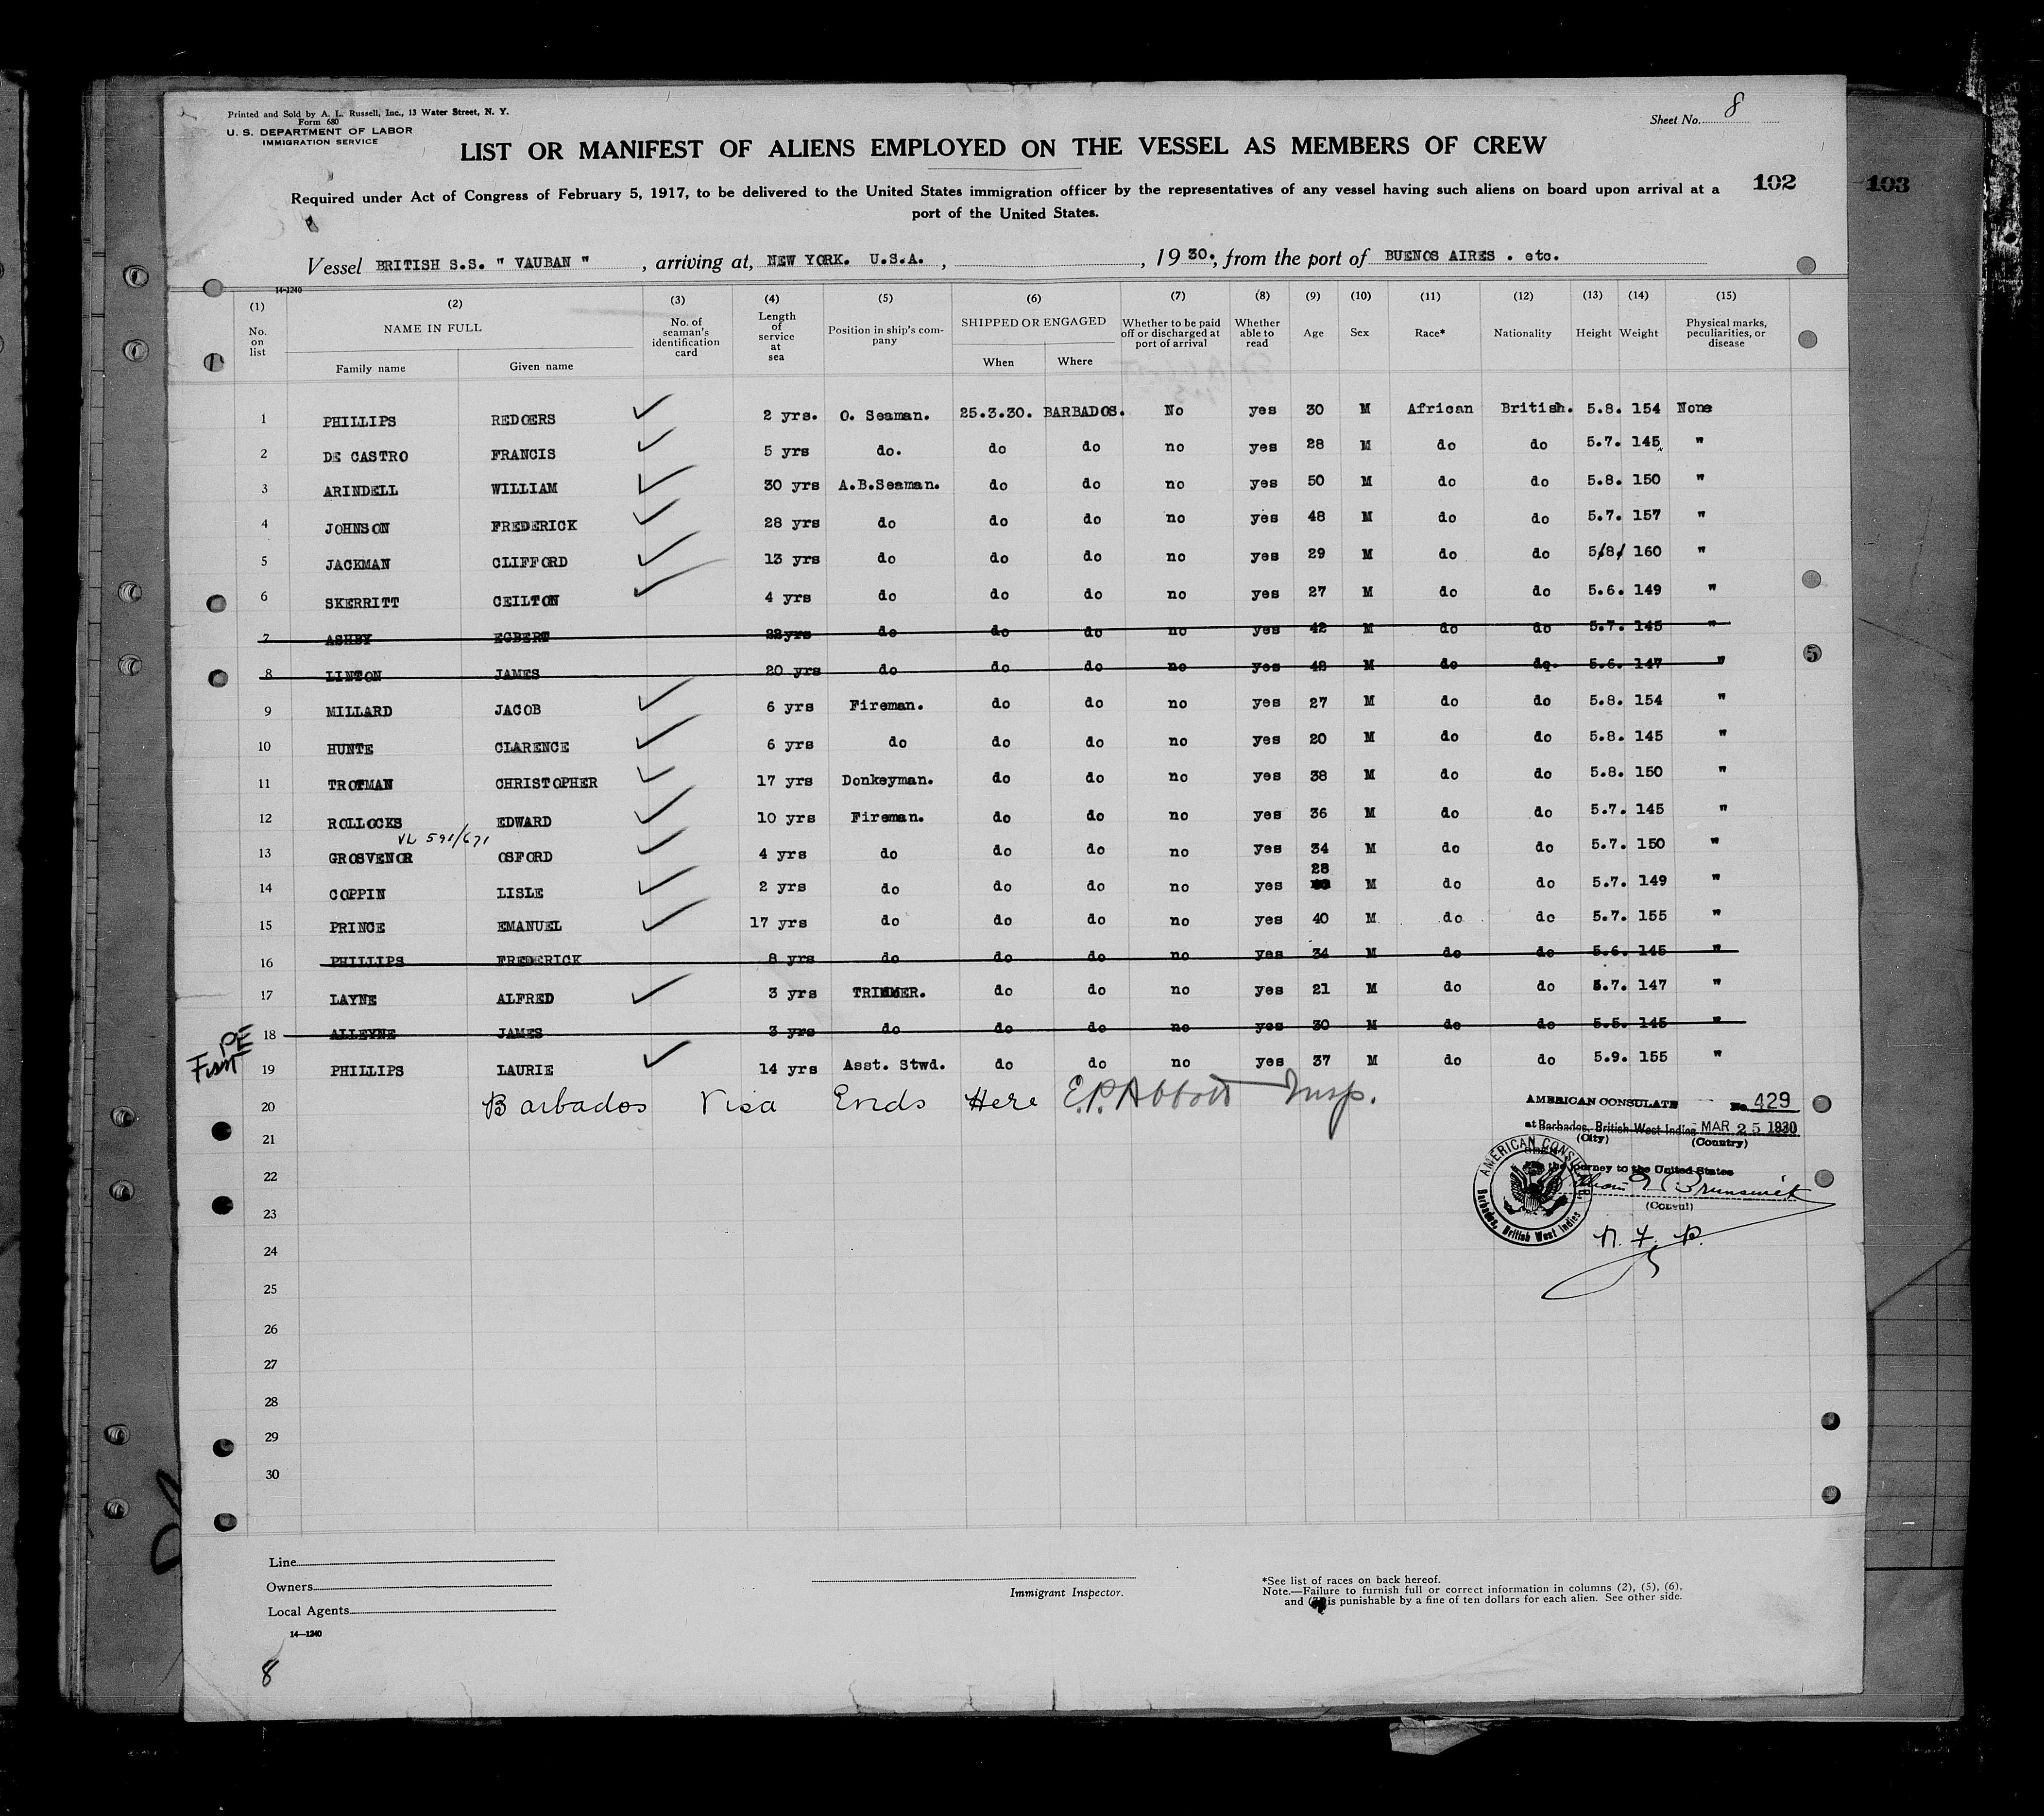 Printed and Sold by A. L. Russell, Inc., 13 Water Street, N. Y.
Form 680
U. S. DEPARTMENT OF LABOR
IMMIGRATION SERVICE
Sheet No. 8
LIST OR MANIFEST OF ALIENS EMPLOYED ON THE VESSEL AS MEMBERS OF CREW
Required under Act of Congress of February 5, 1917, to be delivered to the United States immigration officer by the representatives of any vessel having such aliens on board upon arrival at a
port of the United States.
102
103
8
Vessel BRITISH S.S. " VAUBAN " , arriving at, NEW YORK. U.S.A. , , 19 30., from the port of BUENOS AIRES . etc.
14-1240
(1) (2) (3) (4) (5) (6) (7) (8) (9) (10) (11) (12) (13) (14) (15)
No. on list NAME IN FULL No. of seaman's identification card Length of service at sea Position in ship's company SHIPPED OR ENGAGED Whether to be paid off or discharged at port of arrival Whether able to read Age Sex Race* Nationality Height Weight Physical marks, peculiarities, or disease
Family name Given name When Where
1 PHILLIPS REDGERS 2 yrs. O. Seaman. 25.3.30. BARBADOS. No yes 30 M African British. 5.8. 154 None
2 DE CASTRO FRANCIS 5 yrs do. do do no yes 28 M do do 5.7. 145 "
3 ARINDELL WILLIAM 30 yrs A.B.Seaman. do do no yes 50 M do do 5.8. 150 "
4 JOHNSON FREDERICK 28 yrs do do do no yes 48 M do do 5.7. 157 "
5 JACKMAN CLIFFORD 13 yrs do do do no yes 29 M do do 5/8/ 160 "
6 SKERRITT CEILTON 4 yrs do do do no yes 27 M do do 5.6. 149 "
7 ASHBY EGBERT 22yrs do do do no yes 42 M do do 5.7. 145 "
8 LINTON JAMES 20 yrs do do do no yes 42 M do do. 5.6. 147 "
5
9 MILLARD JACOB 6 yrs Fireman. do do no yes 27 M do do 5.8. 154 "
10 HUNTE CLARENCE 6 yrs do do do no yes 20 M do do 5.8. 145 "
11 TROTMAN CHRISTOPHER 17 yrs Donkeyman. do do no yes 38 M do do 5.8. 150 "
12 ROLLOCKS EDWARD 10 yrs Fireman. do do no yes 36 M do do 5.7. 145 "
VL 591/671
13 GROSVENOR OSFORD 4 yrs do do do no yes 34 M do do 5.7. 150 "
14 COPPIN LISLE 2 yrs do do do no yes 28 M do do 5.7. 149 "
15 PRINCE EMANUEL 17 yrs do do do no yes 40 M do do 5.7. 155 "
16 PHILLIPS FREDERICK 8 yrs do do do no yes 34 M do do 5.6. 145 "
17 LAYNE ALFRED 3 yrs TRIMMER. do do no yes 21 M do do 5.7. 147 "
18 ALLEYNE JAMES 3 yrs do do do no yes 30 M do do 5.5. 145 "
PE
19 PHILLIPS LAURIE 14 yrs Asst. Stwd. do do no yes 37 M do do 5.9. 155 "
20 Barbados Visa Ends Here E.P. Abbott Insp.
AMERICAN CONSULATE No. 429
at Barbados, British West Indies MAR 25 1930
(City) (Country)
journey to the United States
Brunswick
(Consul)
AMERICAN CONSULAR
Barbados, British West Indies
N. F. P.
21
22
23
24
25
26
27
28
29
30
Line
Owners
Local Agents
14—1240
Immigrant Inspector.
*See list of races on back hereof.
Note.—Failure to furnish full or correct information in columns (2), (5), (6),
and is punishable by a fine of ten dollars for each alien. See other side.
8